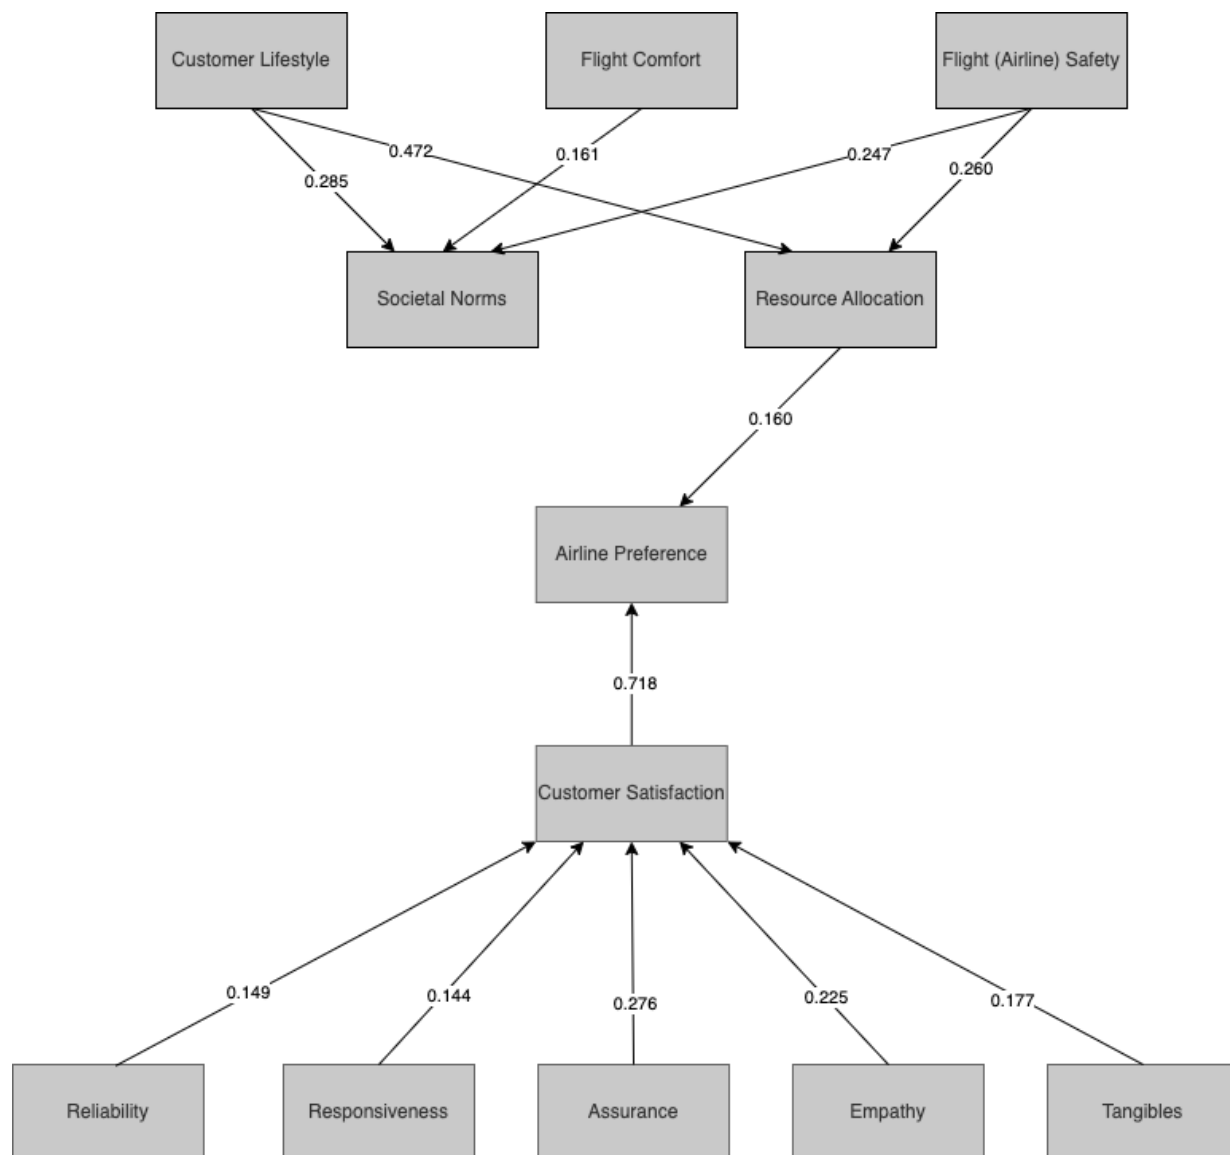 Customer Lifestyle
Flight Comfort
Flight (Airline) Safety
0.472
0.161
0.247
0.285
0.260
Societal Norms
Resource Allocation
0.160
Airline Preference
0.718
Customer Satisfaction
0.149
0.144
0.276
0.225
0.177
Reliability
Responsiveness
Assurance
Empathy
Tangibles